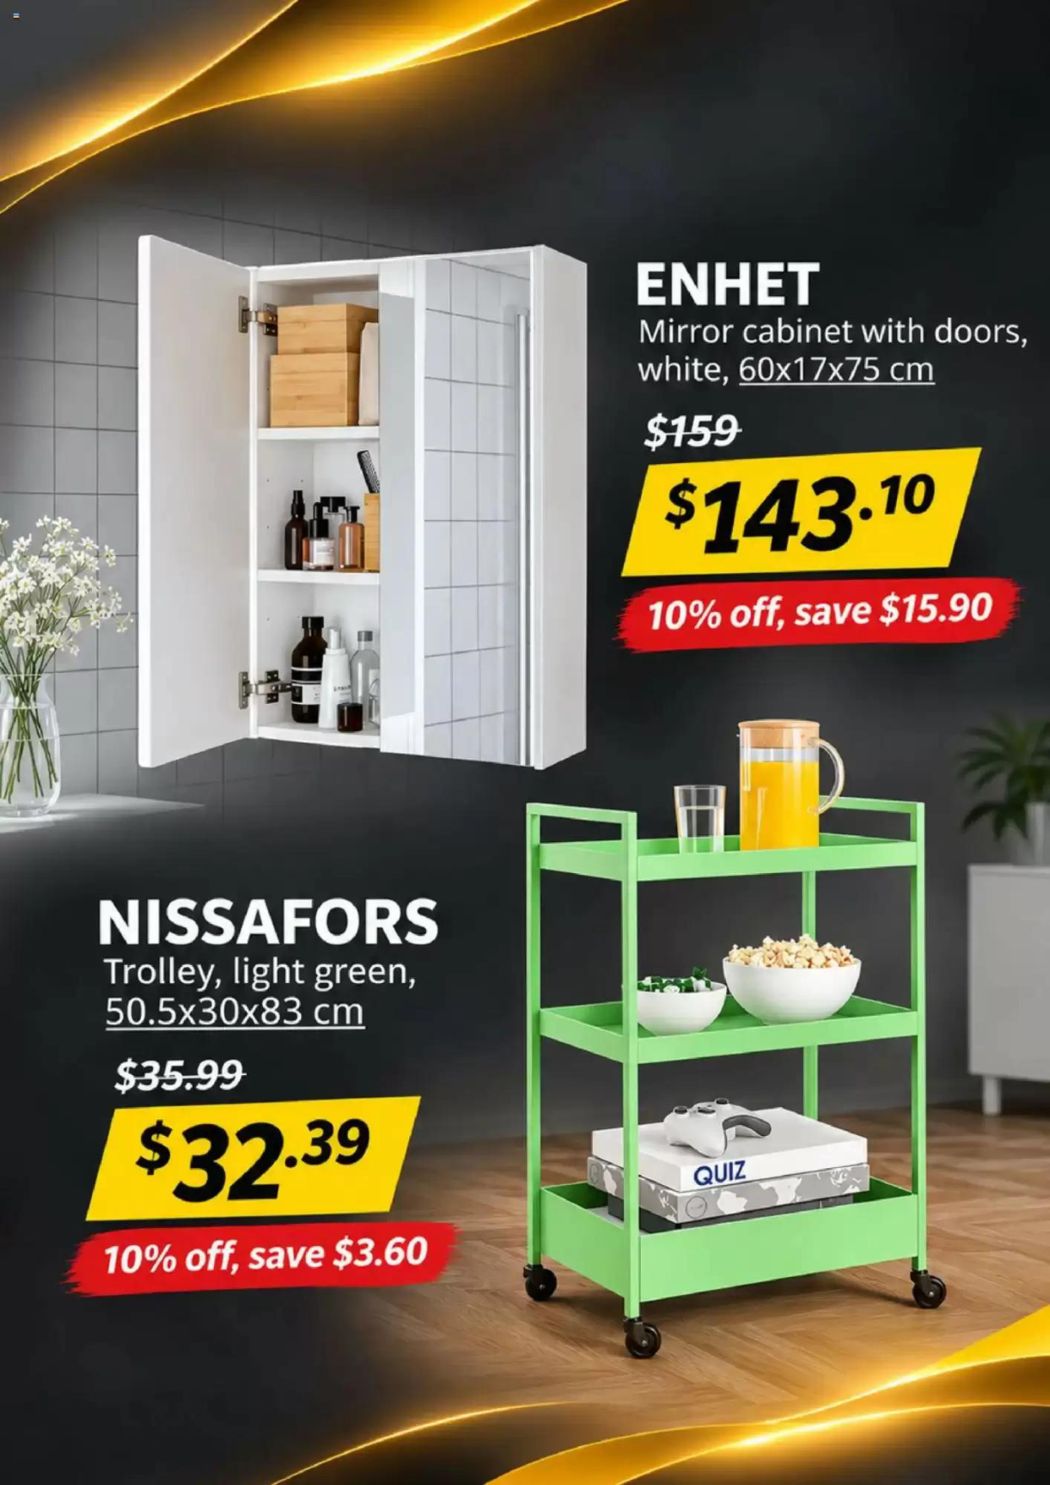 ENHET
Mirror cabinet with doors,
white, 60x17x75 cm
$159
$143.10
10% off, save $15.90
NISSAFORS
Trolley, light green,
50.5x30x83 cm
$35.99
$32.39
10% off, save $3.60
QUIZ